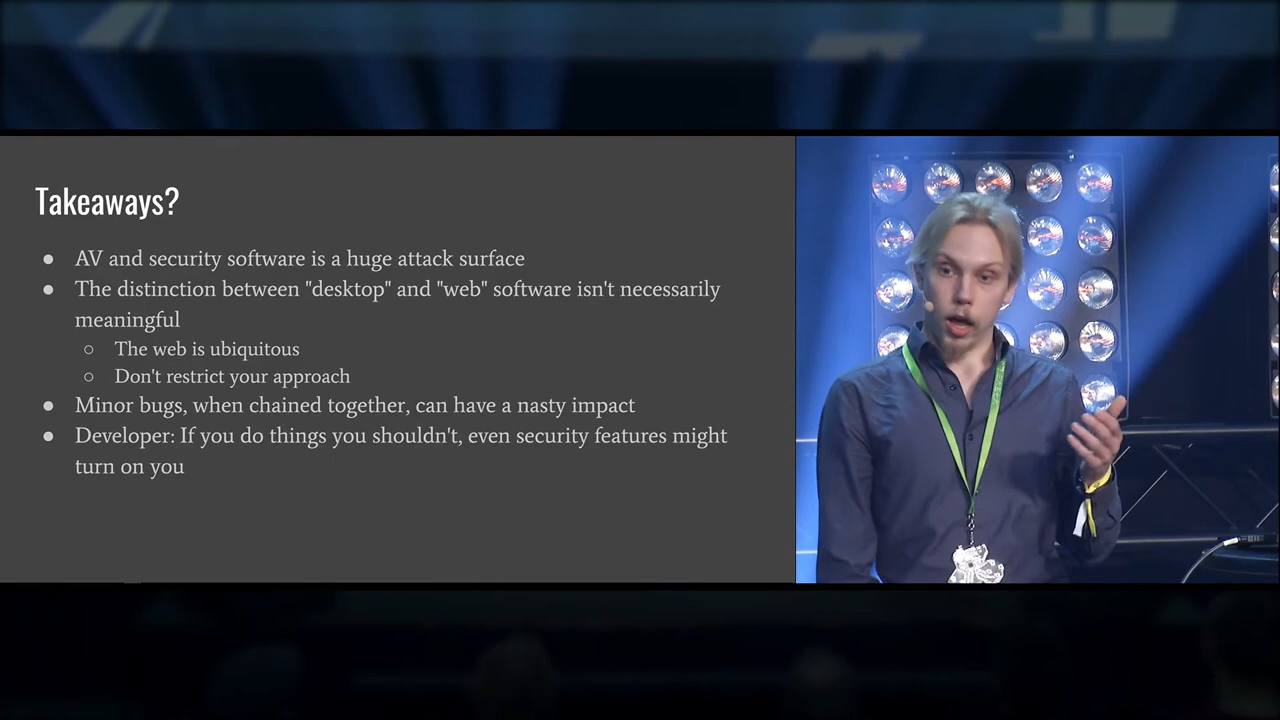 Takeaways?
● AV and security software is a huge attack surface
● The distinction between "desktop" and "web" software isn't necessarily
meaningful
○ The web is ubiquitous
○ Don't restrict your approach
● Minor bugs, when chained together, can have a nasty impact
● Developer: If you do things you shouldn't, even security features might
turn on you